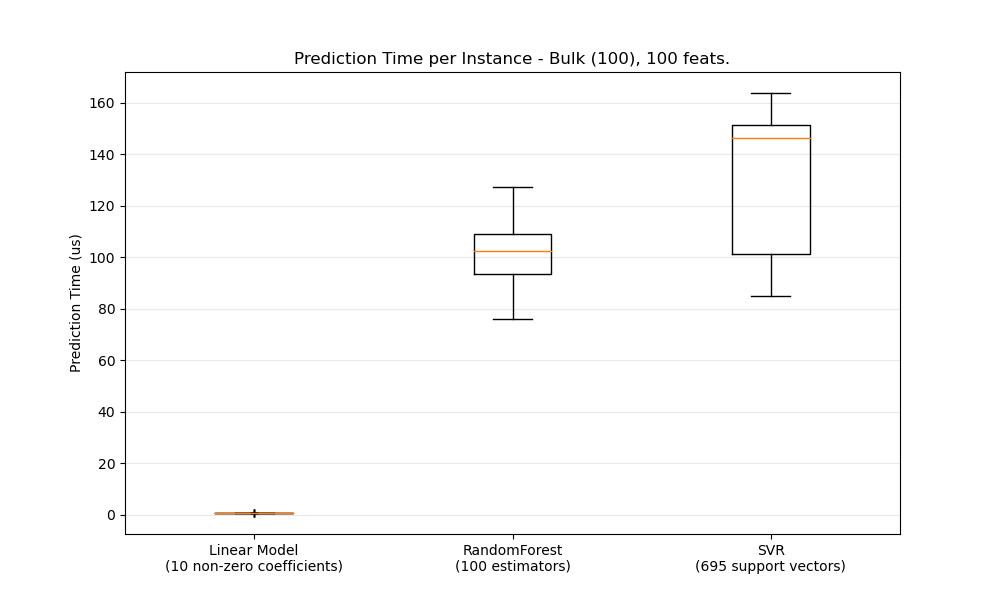 Prediction Time per Instance - Bulk (100), 100 feats.
Prediction Time (us)
160
140
120
100
80
60
40
20
0
Linear Model
(10 non-zero coefficients)
RandomForest
(100 estimators)
SVR
(695 support vectors)